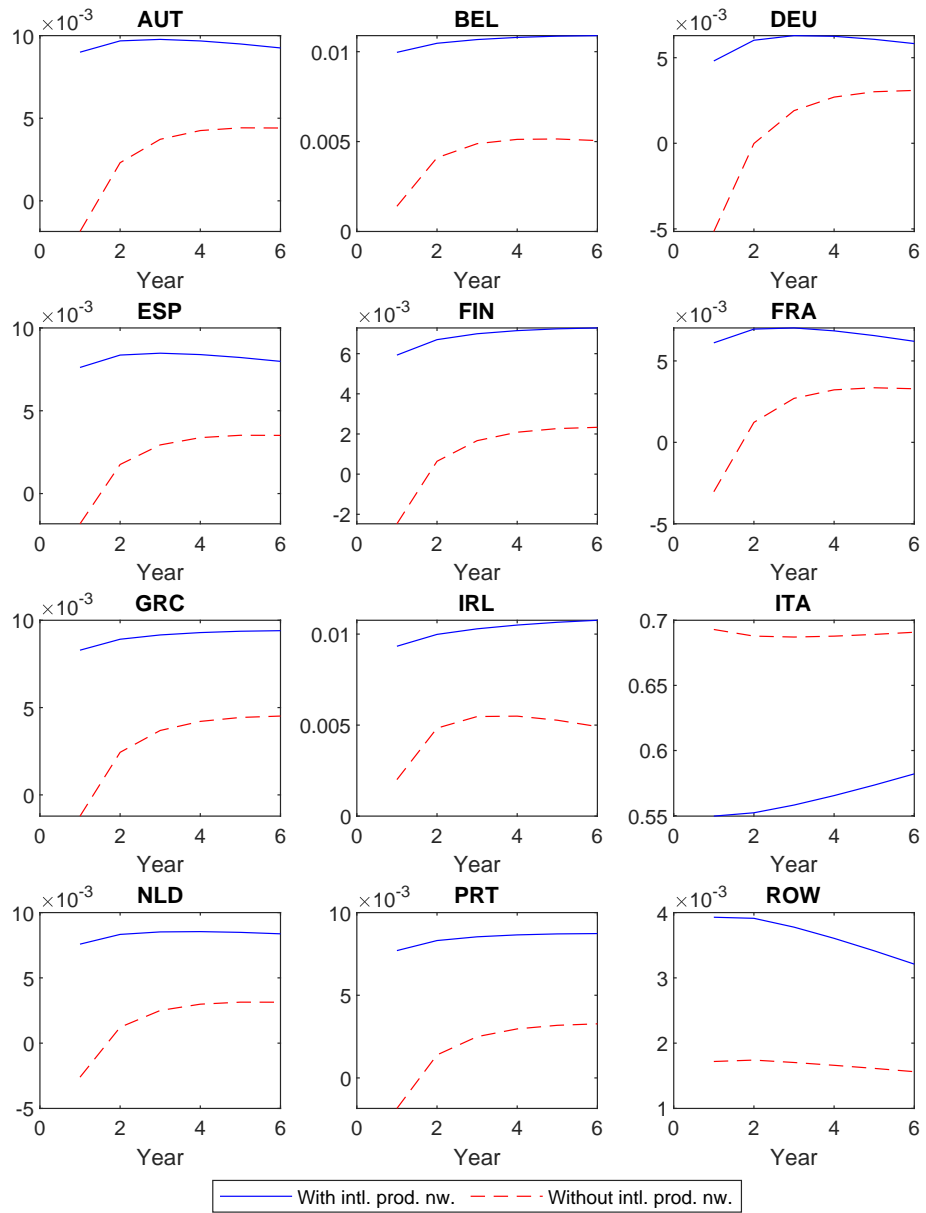 AUT
×10-3
10
5
0
0 2 4 6
Year
BEL
0.01
0.005
0
0 2 4 6
Year
DEU
×10-3
5
0
-5
0 2 4 6
Year
ESP
×10-3
10
5
0
0 2 4 6
Year
FIN
×10-3
6
4
2
0
-2
0 2 4 6
Year
FRA
×10-3
5
0
-5
0 2 4 6
Year
GRC
×10-3
10
5
0
0 2 4 6
Year
IRL
0.01
0.005
0
0 2 4 6
Year
ITA
0.7
0.65
0.6
0.55
0 2 4 6
Year
NLD
×10-3
10
5
0
-5
0 2 4 6
Year
PRT
×10-3
10
5
0
0 2 4 6
Year
ROW
×10-3
4
3
2
1
0 2 4 6
Year
With intl. prod. nw. Without intl. prod. nw.